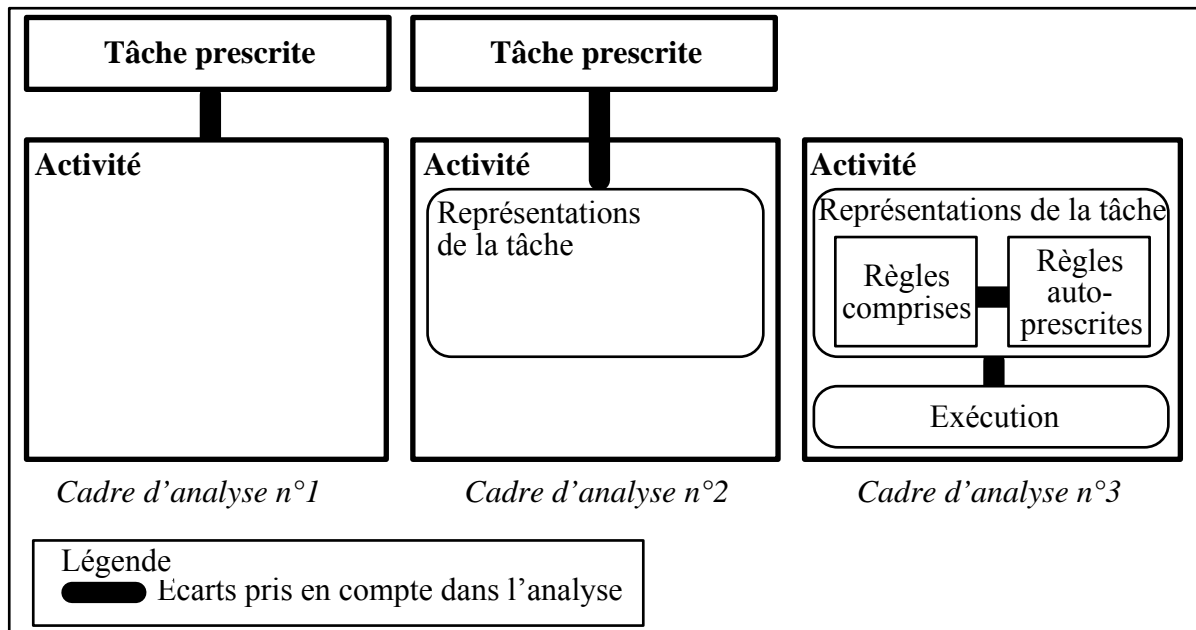 Tâche prescrite
Tâche prescrite
Activité
Activité
Représentations
de la tâche
Activité
Représentations de la tâche
Règles
comprises
Règles
auto-
prescrites
Exécution
Cadre d'analyse n°1
Cadre d'analyse n°2
Cadre d'analyse n°3
Légende
Ecarts pris en compte dans l'analyse